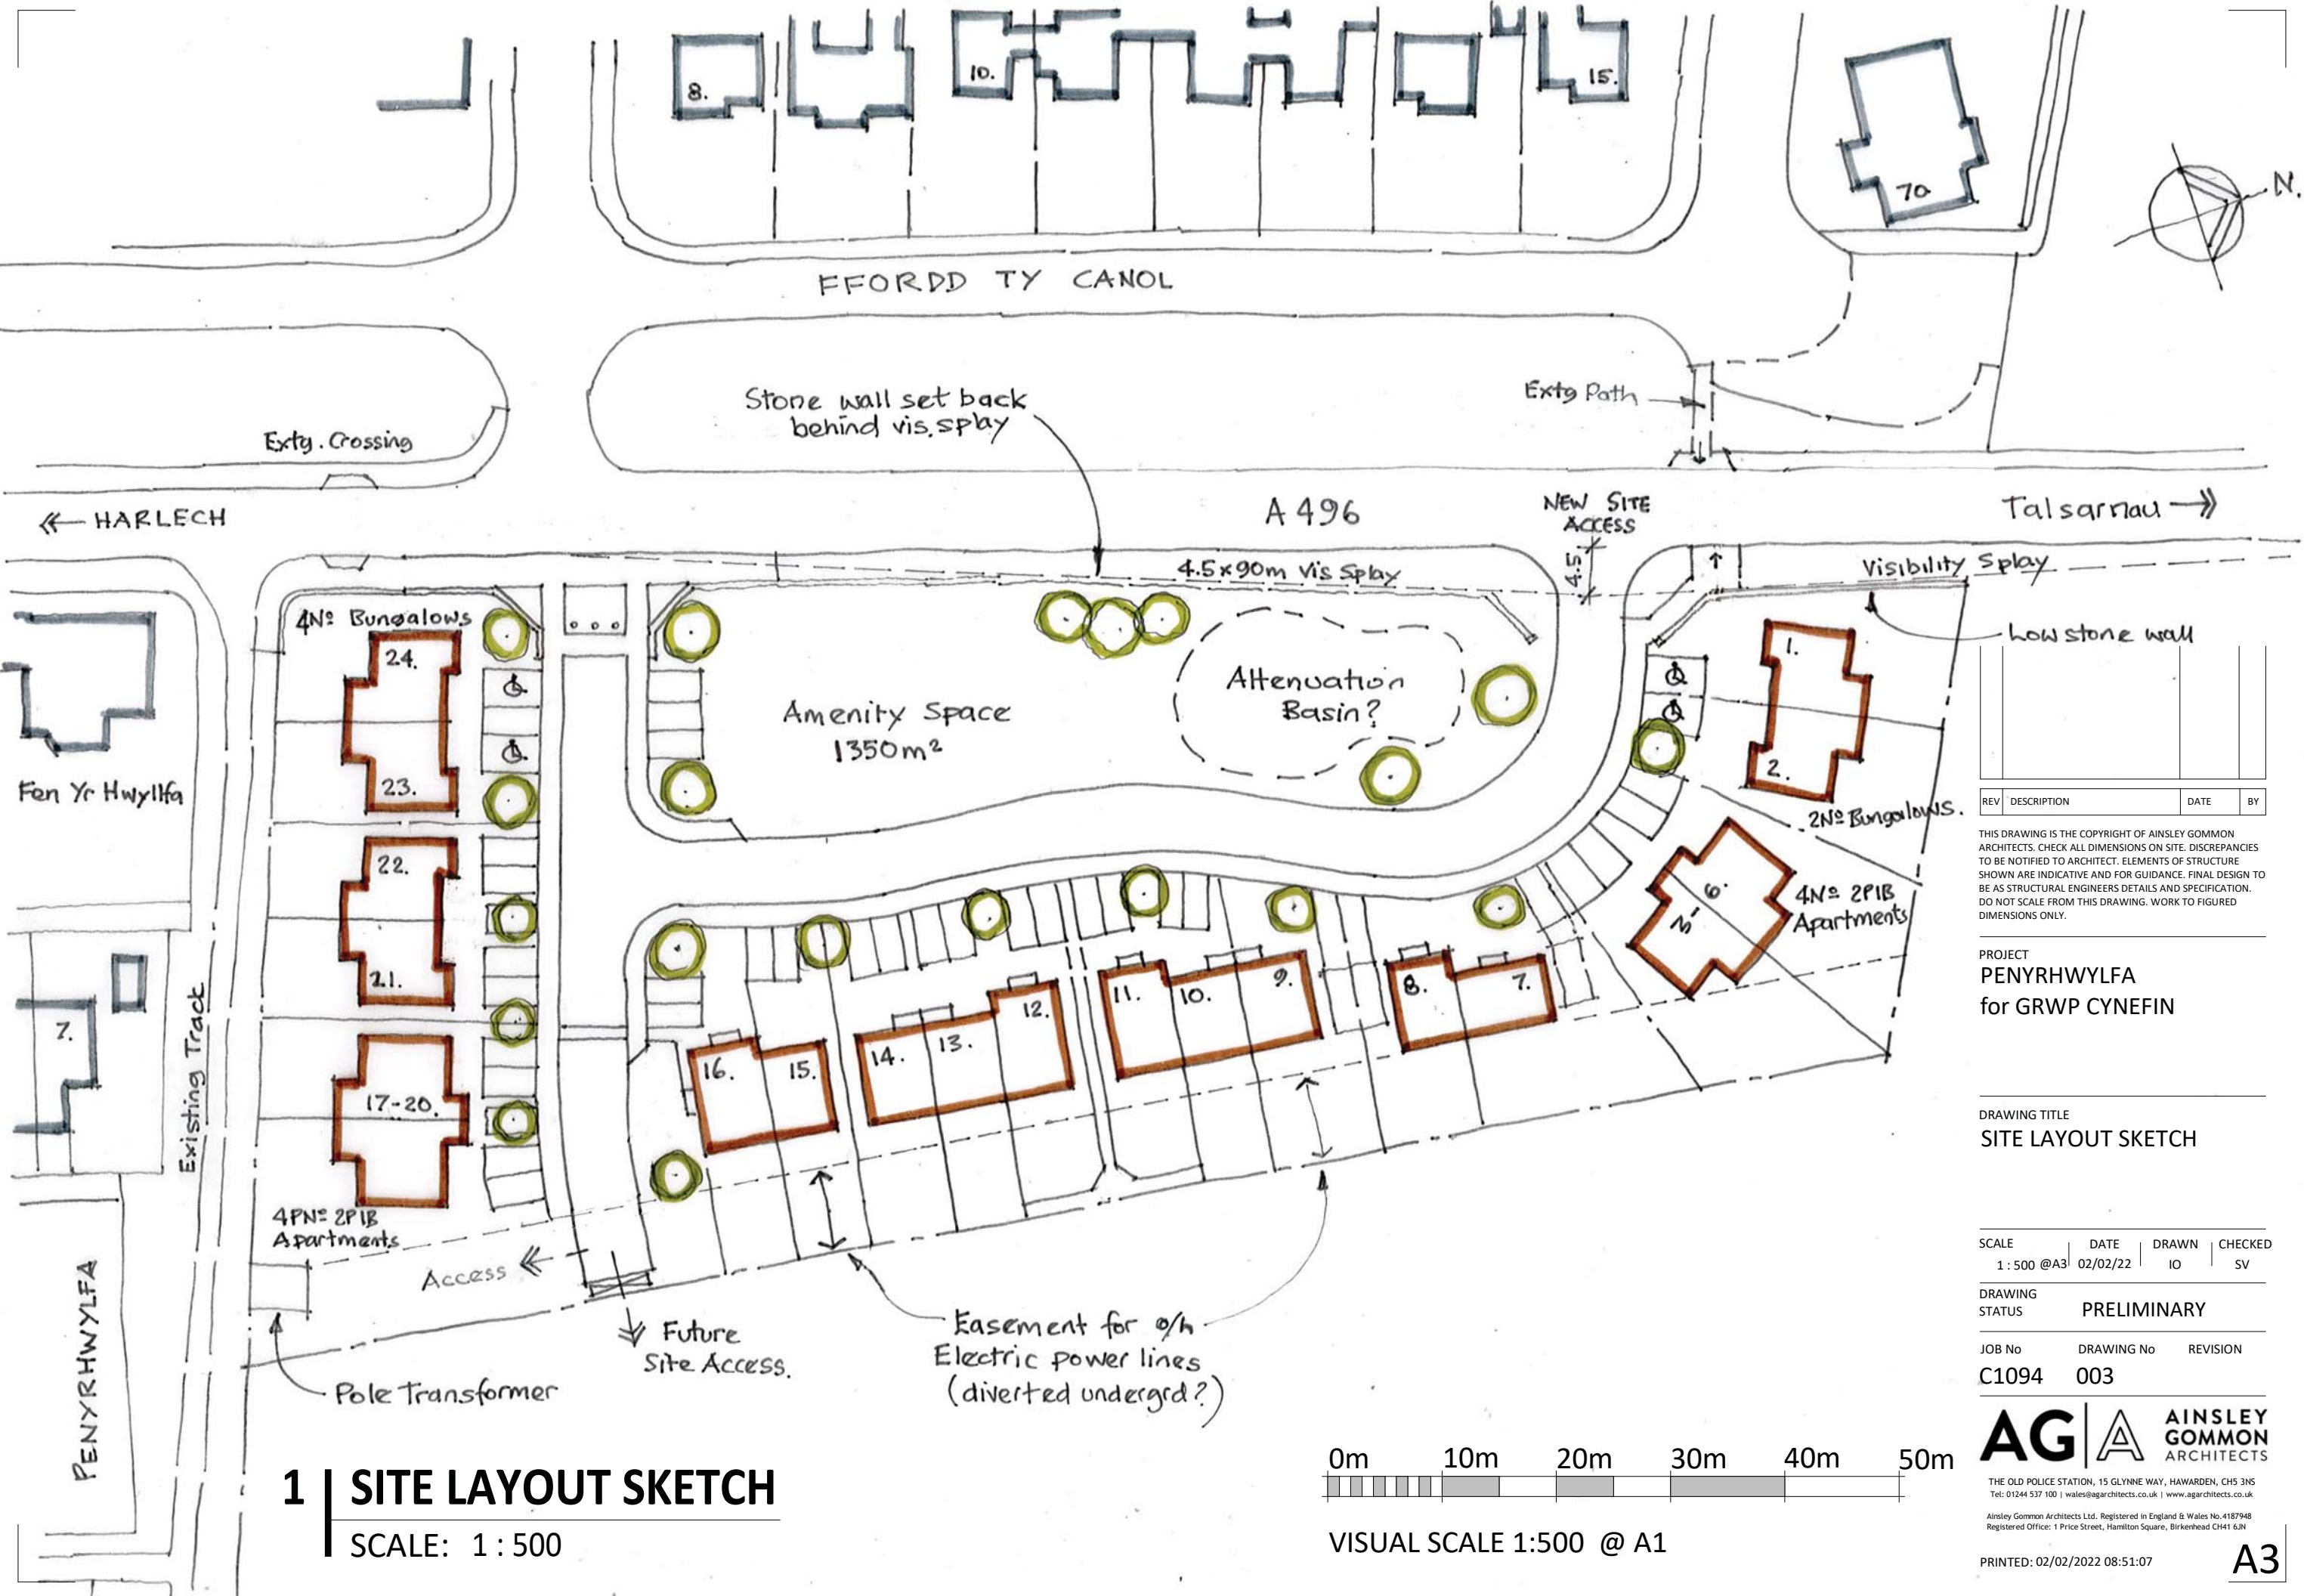 8.
10.
15.
70
N.
FFORDD TY CANOL
Stone wall set back
behind vis. splay
Extg Path
Extg. Crossing
A 496
NEW SITE
ACCESS
Talsarnau
HARLECH
4.5x90m Vis Splay
4.5
Visibility Splay
Low stone wall
4Nº Bungalows
24.
23.
22.
21.
17-20.
4PNº 2P1B
Apartments
Fen Yr Hwyllfa
7.
Existing Track
PENYRHWYLFA
Amenity Space
1350m²
Attenuation
Basin?
1.
2.
2Nº Bungalows.
3-6.
4Nº 2P1B
Apartments
16.
15.
14.
13.
12.
11.
10.
9.
8.
7.
Access
Future
Site Access.
Pole Transformer
Easement for o/h
Electric power lines
(diverted undergrd?)
1 SITE LAYOUT SKETCH
SCALE: 1 : 500
0m 10m 20m 30m 40m 50m
VISUAL SCALE 1:500 @ A1
REV DESCRIPTION DATE BY
THIS DRAWING IS THE COPYRIGHT OF AINSLEY GOMMON
ARCHITECTS. CHECK ALL DIMENSIONS ON SITE. DISCREPANCIES
TO BE NOTIFIED TO ARCHITECT. ELEMENTS OF STRUCTURE
SHOWN ARE INDICATIVE AND FOR GUIDANCE. FINAL DESIGN TO
BE AS STRUCTURAL ENGINEERS DETAILS AND SPECIFICATION.
DO NOT SCALE FROM THIS DRAWING. WORK TO FIGURED
DIMENSIONS ONLY.
PROJECT
PENYRHWYLFA
for GRWP CYNEFIN
DRAWING TITLE
SITE LAYOUT SKETCH
SCALE DATE DRAWN CHECKED
1 : 500 @A3 02/02/22 IO SV
DRAWING
STATUS PRELIMINARY
JOB No DRAWING No REVISION
C1094 003
AG A AINSLEY
GOMMON
ARCHITECTS
THE OLD POLICE STATION, 15 GLYNNE WAY, HAWARDEN, CH5 3NS
Tel: 01244 537 100 | wales@agarchitects.co.uk | www.agarchitects.co.uk
Ainsley Gommon Architects Ltd. Registered in England & Wales No.4187948
Registered Office: 1 Price Street, Hamilton Square, Birkenhead CH41 6JN
PRINTED: 02/02/2022 08:51:07
A3